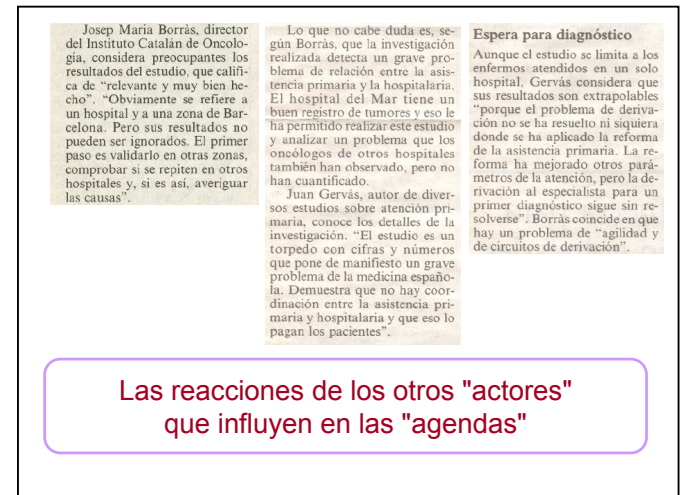 Josep Maria Borràs, director
del Instituto Catalán de Oncolo-
gía, considera preocupantes los
resultados del estudio, que califi-
ca de “relevante y muy bien he-
cho”. “Obviamente se refiere a
un hospital y a una zona de Bar-
celona. Pero sus resultados no
pueden ser ignorados. El primer
paso es validarlo en otras zonas,
comprobar si se repiten en otros
hospitales y, si es así, averiguar
las causas”.
Lo que no cabe duda es, se-
gún Borràs, que la investigación
realizada detecta un grave pro-
blema de relación entre la asis-
tencia primaria y la hospitalaria.
El hospital del Mar tiene un
buen registro de tumores y eso le
ha permitido realizar este estudio
y analizar un problema que los
oncólogos de otros hospitales
también han observado, pero no
han cuantificado.
Juan Gervás, autor de diver-
sos estudios sobre atención pri-
maria, conoce los detalles de la
investigación. “El estudio es un
torpedo con cifras y números
que pone de manifiesto un grave
problema de la medicina españo-
la. Demuestra que no hay coor-
dinación entre la asistencia pri-
maria y hospitalaria y que eso lo
pagan los pacientes”.
Espera para diagnóstico
Aunque el estudio se limita a los
enfermos atendidos en un solo
hospital, Gervás considera que
sus resultados son extrapolables
“porque el problema de deriva-
ción no se ha resuelto ni siquiera
donde se ha aplicado la reforma
de la asistencia primaria. La re-
forma ha mejorado otros pará-
metros de la atención, pero la de-
rivación al especialista para un
primer diagnóstico sigue sin re-
solverse”. Borràs coincide en que
hay un problema de “agilidad y
de circuitos de derivación”.
Las reacciones de los otros "actores"
que influyen en las "agendas"